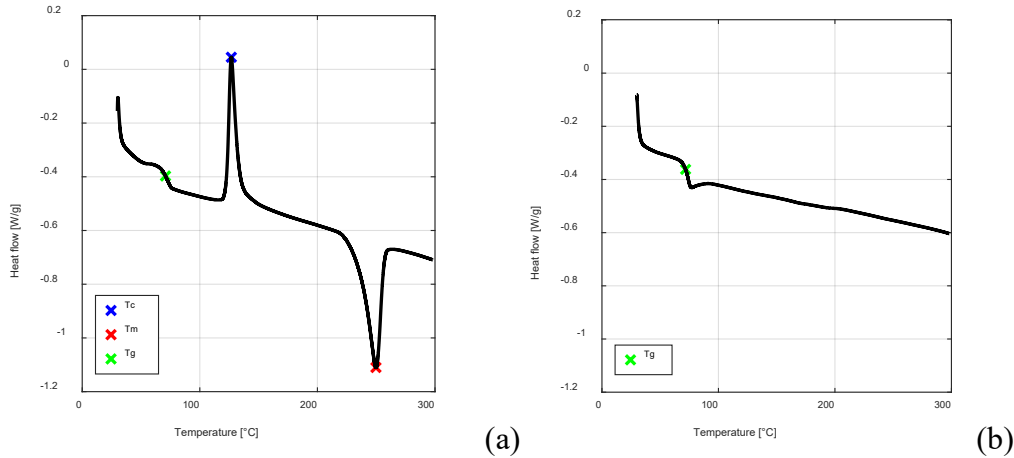 0.2
0
-0.2
-0.4
-0.6
-0.8
-1
-1.2
Heat flow [W/g]
Tc
Tm
Tg
0 100 200 300
Temperature [°C]
(a)
0.2
0
-0.2
-0.4
-0.6
-0.8
-1
-1.2
Heat flow [W/g]
Tg
0 100 200 300
Temperature [°C]
(b)